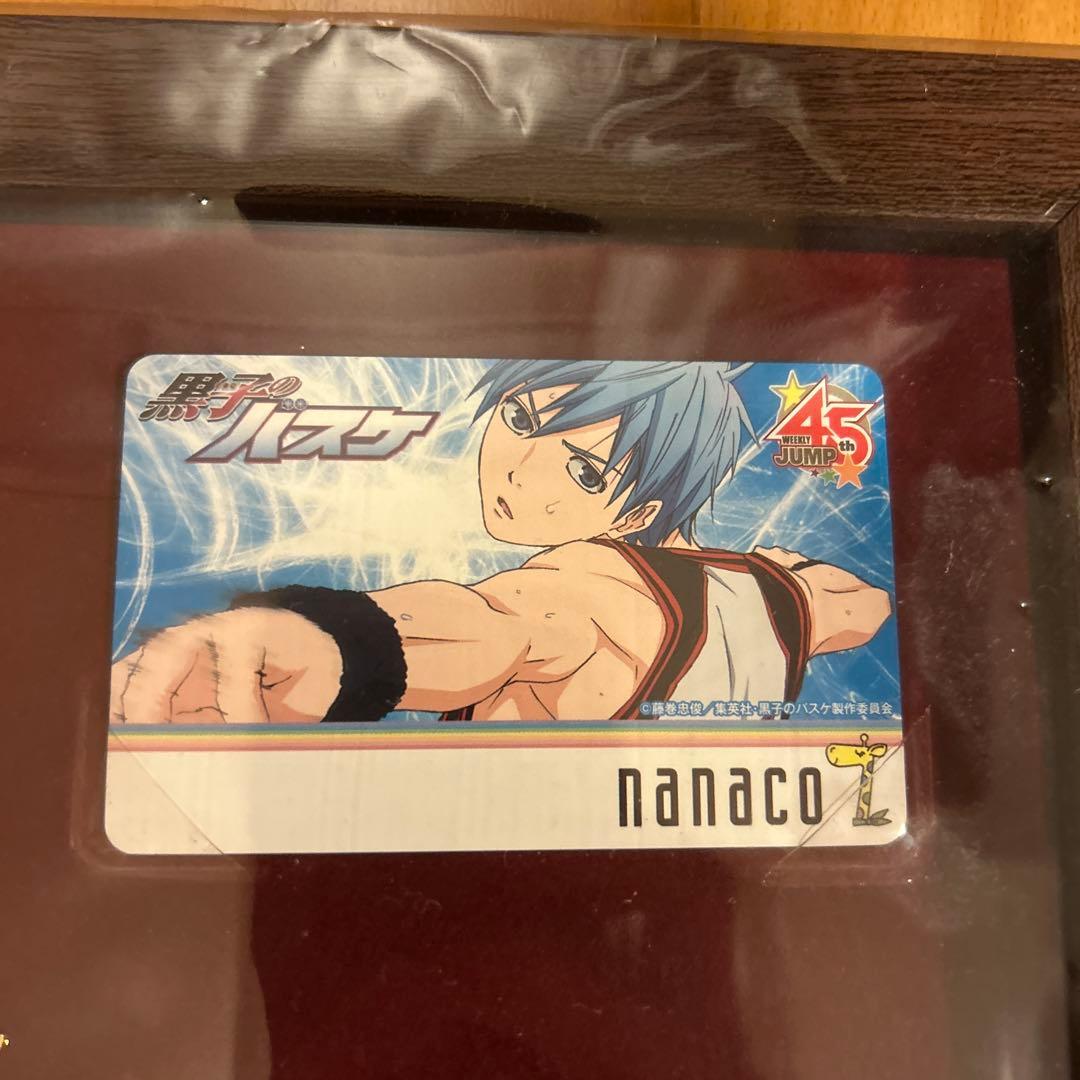 黒子の
バスケ
45th
WEEKLY
JUMP
©藤巻忠俊／集英社・黒子のバスケ製作委員会
nanaco